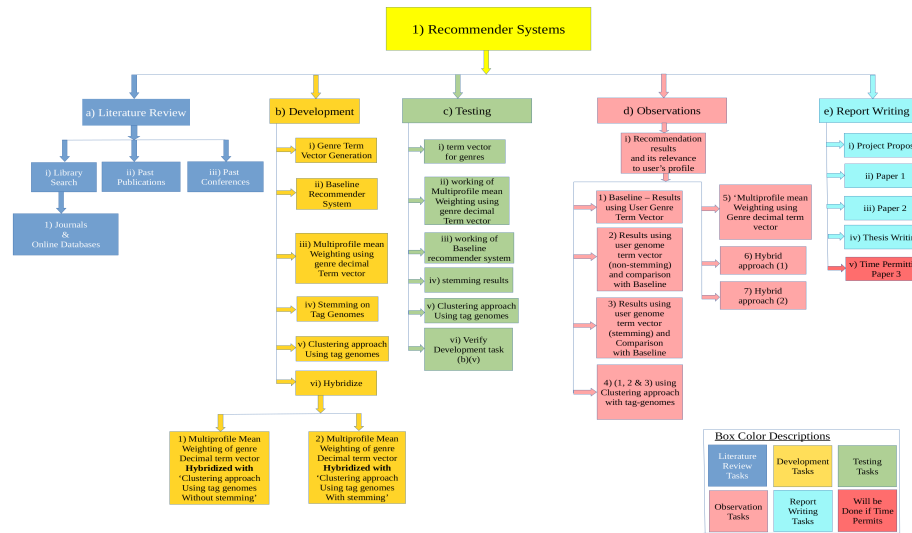 1) Recommender Systems
a) Literature Review
i) Library
Search
ii) Past
Publications
iii) Past
Conferences
1) Journals
&
Online Databases
b) Development
i) Genre Term
Vector Generation
ii) Baseline
Recommender
System
iii) Multiprofile mean
Weighting using
genre decimal
Term vector
iv) Stemming on
Tag Genomes
v) Clustering approach
Using tag genomes
vi) Hybridize
1) Multiprofile Mean
Weighting of genre
Decimal term vector
Hybridized with
‘Clustering approach
Using tag genomes
Without stemming’
2) Multiprofile Mean
Weighting of genre
Decimal term vector
Hybridized with
‘Clustering approach
Using tag genomes
With stemming’
c) Testing
i) term vector
for genres
ii) working of
Multiprofile mean
Weighting using
genre decimal
Term vector
iii) working of
Baseline
recommender system
iv) stemming results
v) Clustering approach
Using tag genomes
vi) Verify
Development task
(b)(v)
d) Observations
i) Recommendation
results
and its relevance
to user’s profile
1) Baseline – Results
using User Genre
Term Vector
2) Results using
user genome
term vector
(non-stemming) and
comparison
with Baseline
3) Results using
user genome
term vector
(stemming) and
Comparison
with Baseline
4) (1, 2 & 3) using
Clustering approach
with tag-genomes
5) ‘Multiprofile mean
Weighting using
Genre decimal term
vector
6) Hybrid
approach (1)
7) Hybrid
approach (2)
e) Report Writing
i) Project Propos
ii) Paper 1
iii) Paper 2
iv) Thesis Writi
v) Time Permitti
Paper 3
Box Color Descriptions
Literature
Review
Tasks
Development
Tasks
Testing
Tasks
Observation
Tasks
Report
Writing
Tasks
Will be
Done if Time
Permits